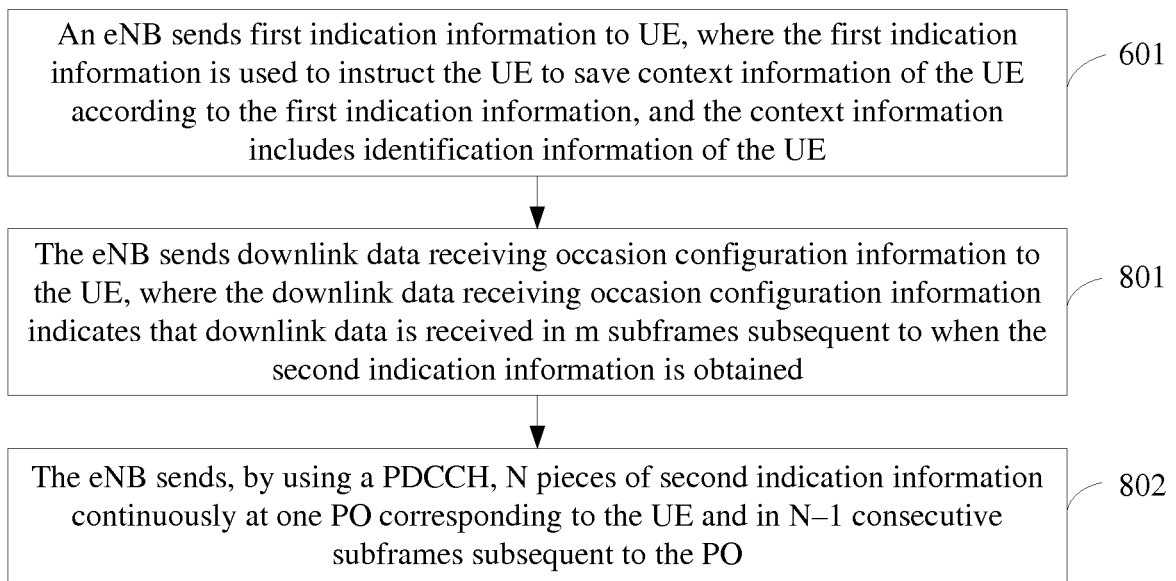 An eNB sends first indication information to UE, where the first indication
information is used to instruct the UE to save context information of the UE
according to the first indication information, and the context information
includes identification information of the UE
601
The eNB sends downlink data receiving occasion configuration information to
the UE, where the downlink data receiving occasion configuration information
indicates that downlink data is received in m subframes subsequent to when the
second indication information is obtained
801
The eNB sends, by using a PDCCH, N pieces of second indication information
continuously at one PO corresponding to the UE and in N–1 consecutive
subframes subsequent to the PO
802